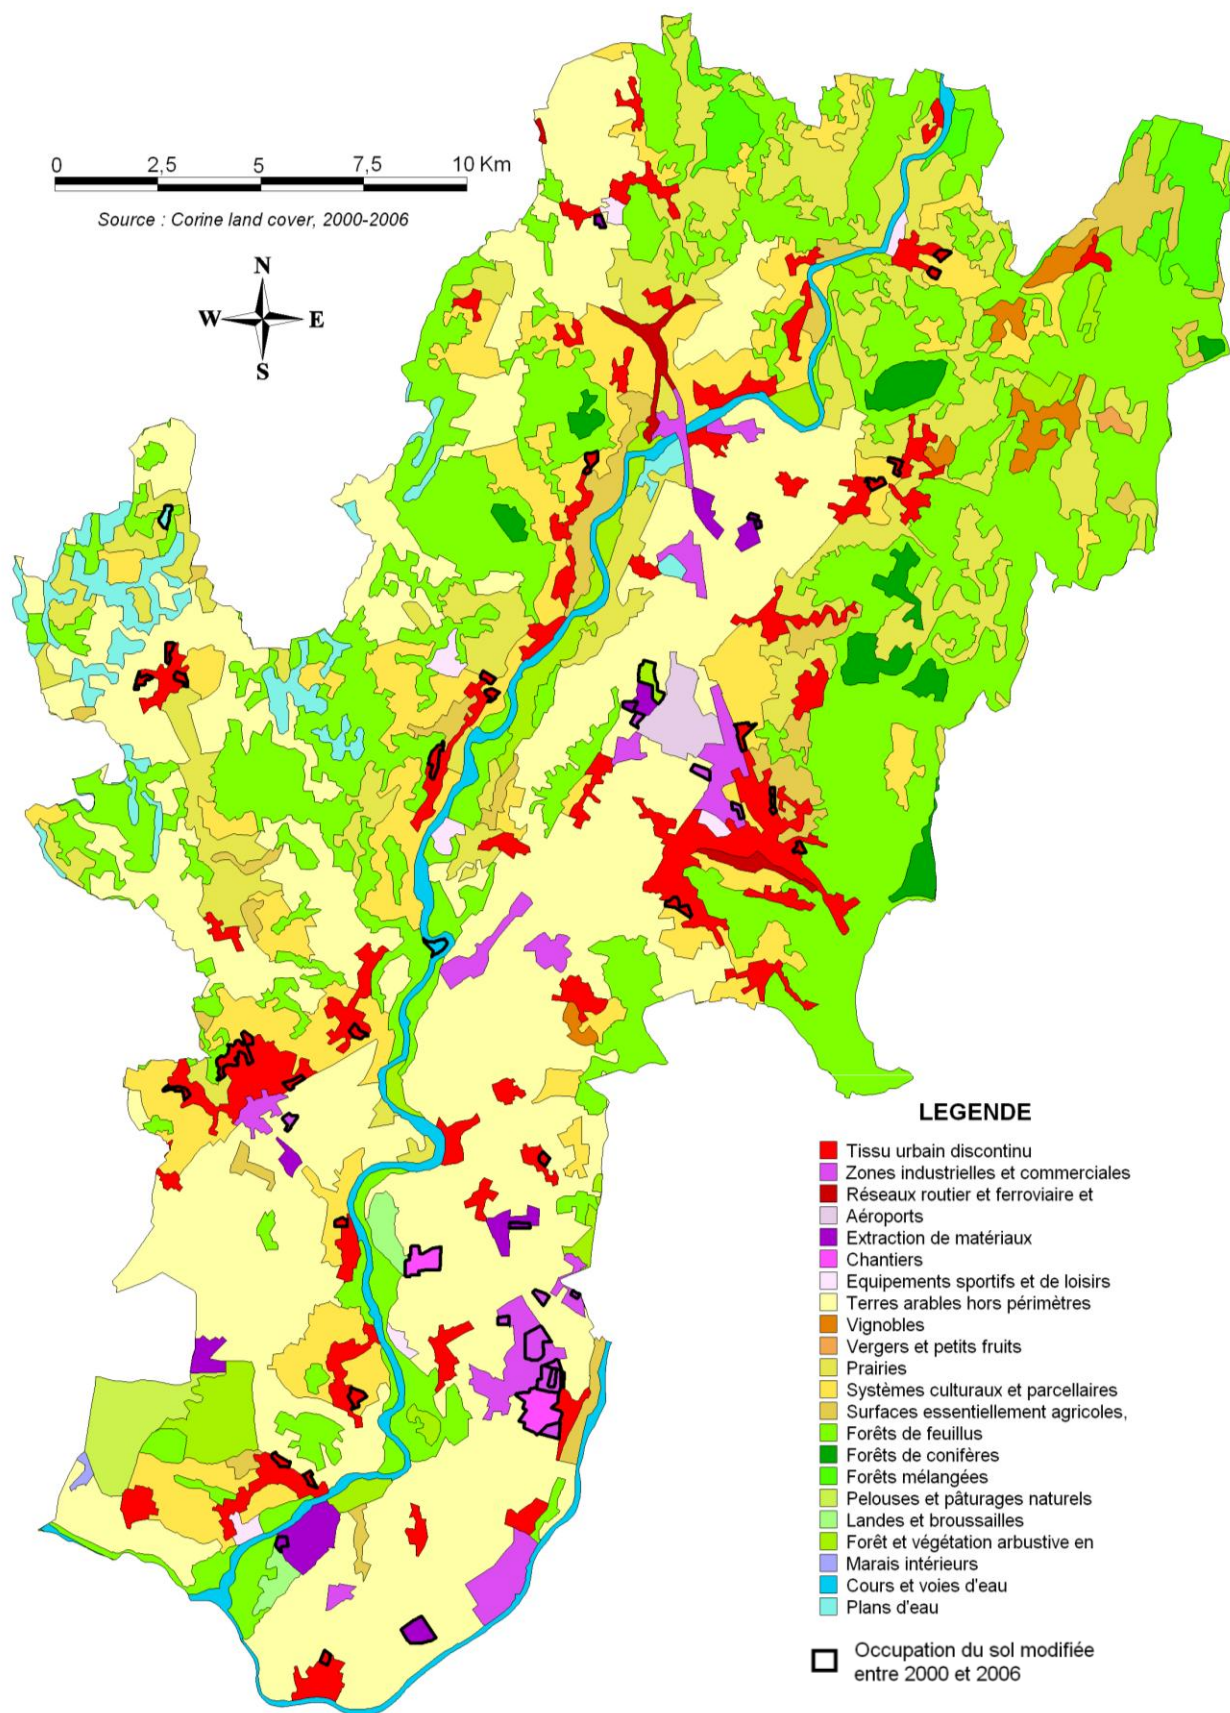 0 2,5 5 7,5 10 Km
Source : Corine land cover, 2000-2006
N
W E
S
LEGENDE
Tissu urbain discontinu
Zones industrielles et commerciales
Réseaux routier et ferroviaire et
Aéroports
Extraction de matériaux
Chantiers
Equipements sportifs et de loisirs
Terres arables hors périmètres
Vignobles
Vergers et petits fruits
Prairies
Systèmes culturaux et parcellaires
Surfaces essentiellement agricoles,
Forêts de feuillus
Forêts de conifères
Forêts mélangées
Pelouses et pâturages naturels
Landes et broussailles
Forêt et végétation arbustive en
Marais intérieurs
Cours et voies d'eau
Plans d'eau
Occupation du sol modifiée
entre 2000 et 2006